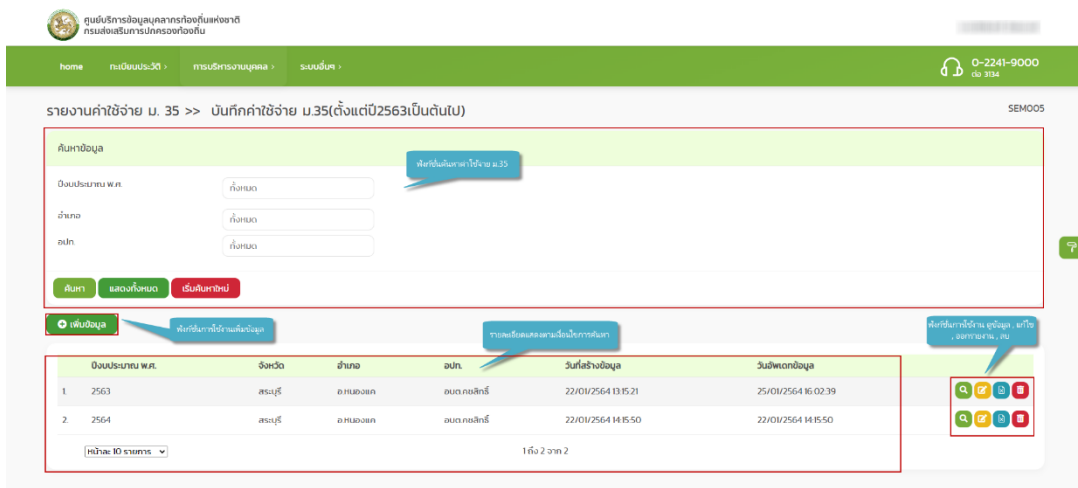 ศูนย์บริการข้อมูลบุคลากรท้องถิ่นแห่งชาติ
กรมส่งเสริมการปกครองท้องถิ่น
home ทะเบียนประวัติ › การบริหารงานบุคคล › ระบบอื่นๆ ›
0-2241-9000
ต่อ 3134
รายงานค่าใช้จ่าย ม. 35 >> บันทึกค่าใช้จ่าย ม.35(ตั้งแต่ปี2563เป็นต้นไป)
SEM005
ค้นหาข้อมูล
ฟังก์ชั่นค้นหาค่าใช้จ่าย ม.35
ปีงบประมาณ พ.ศ. ทั้งหมด
อำเภอ ทั้งหมด
อปท. ทั้งหมด
ค้นหา แสดงทั้งหมด เริ่มค้นหาใหม่
เพิ่มข้อมูล
ฟังก์ชั่นการใช้งานเพิ่มข้อมูล
รายละเอียดแสดงตามเงื่อนไขการค้นหา
ฟังก์ชั่นการใช้งาน ดูข้อมูล , แก้ไข
, ออกรายงาน , ลบ
ปีงบประมาณ พ.ศ. จังหวัด อำเภอ อปท. วันที่สร้างข้อมูล วันอัพเดทข้อมูล
1. 2563 สระบุรี อ.หนองแค อบต.คชสิทธิ์ 22/01/2564 13:15:21 25/01/2564 16:02:39
2. 2564 สระบุรี อ.หนองแค อบต.คชสิทธิ์ 22/01/2564 14:15:50 22/01/2564 14:15:50
หน้าละ 10 รายการ 1 ถึง 2 จาก 2